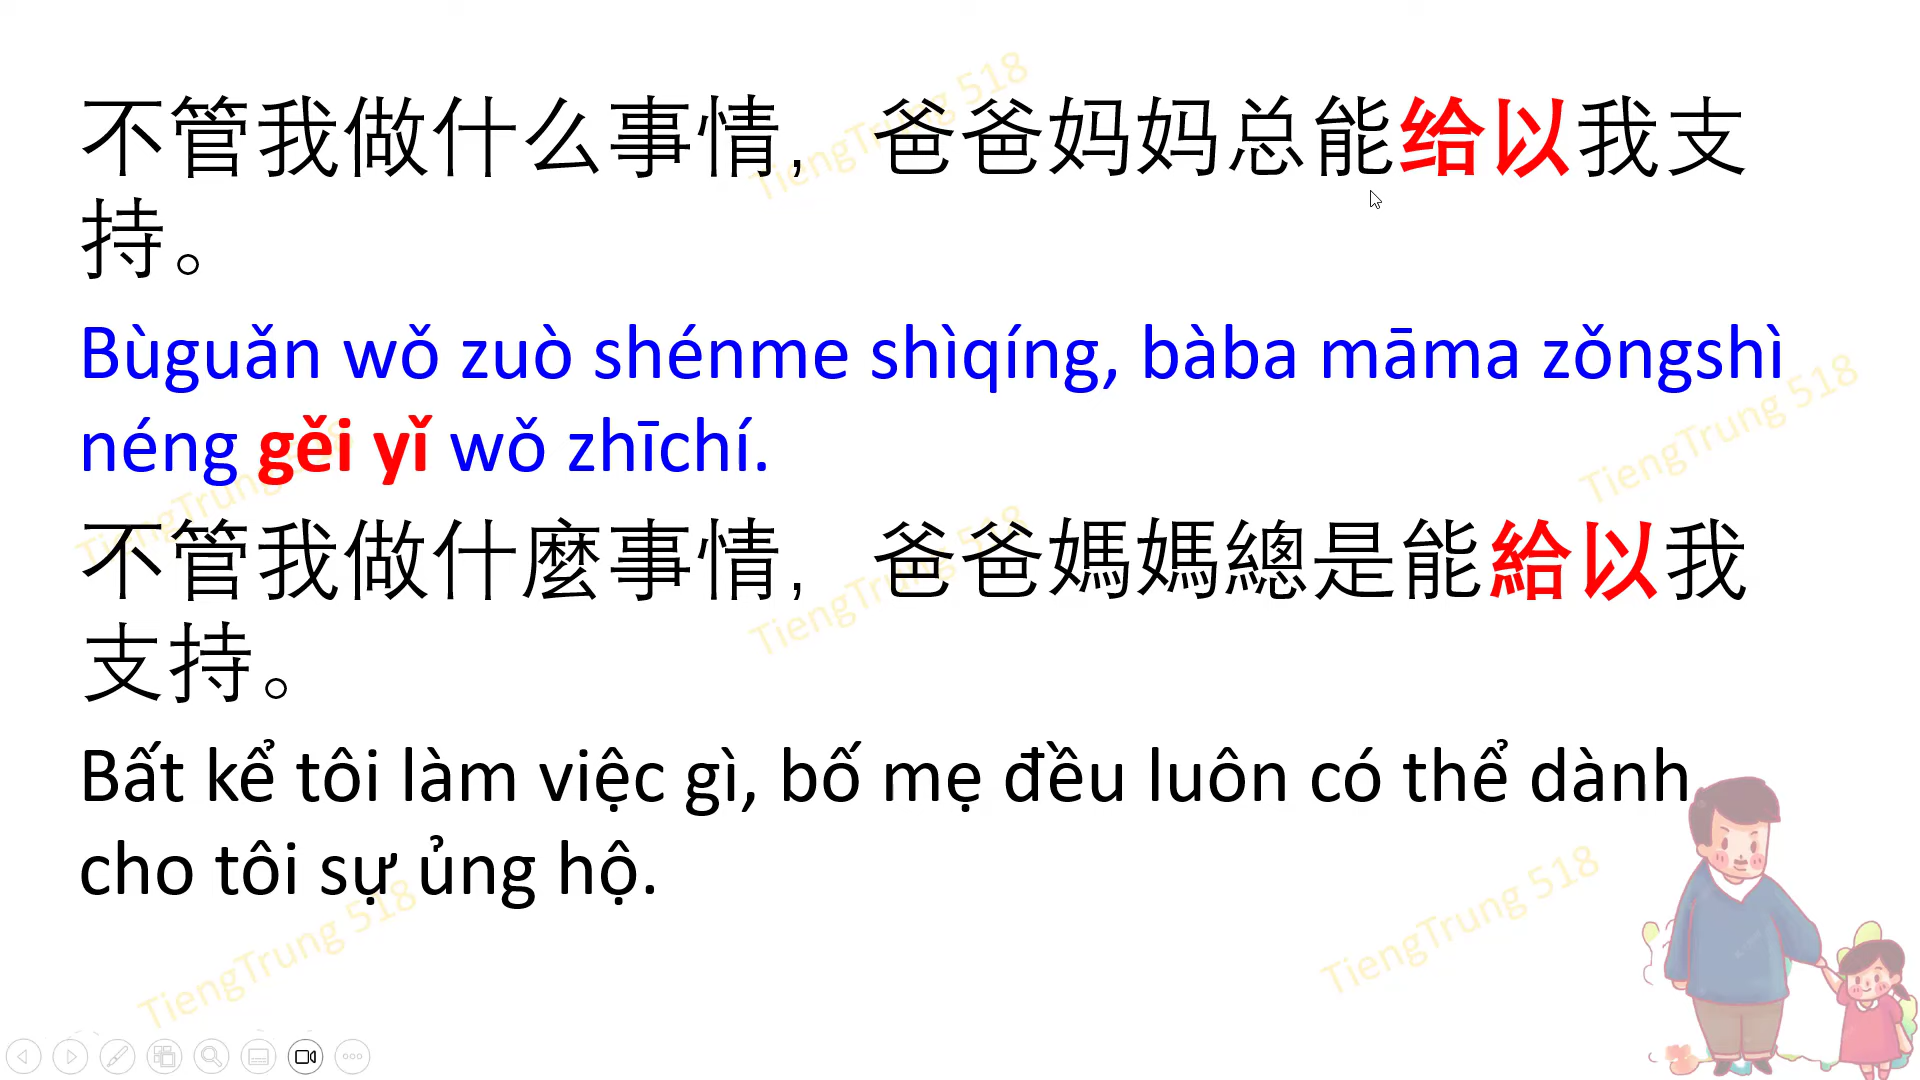 不管我做什么事情，爸爸妈妈总能给以我支
持。
Bùguǎn wǒ zuò shénme shìqíng, bàba māma zǒngshì
néng gěi yǐ wǒ zhīchí.
不管我做什麼事情，爸爸媽媽總是能給以我
支持。
Bất kể tôi làm việc gì, bố mẹ đều luôn có thể dành
cho tôi sự ủng hộ.
TiengTrung 518
TiengTrung 518
TiengTrung 518
TiengTrung 518
TiengTrung 518
TiengTrung 518